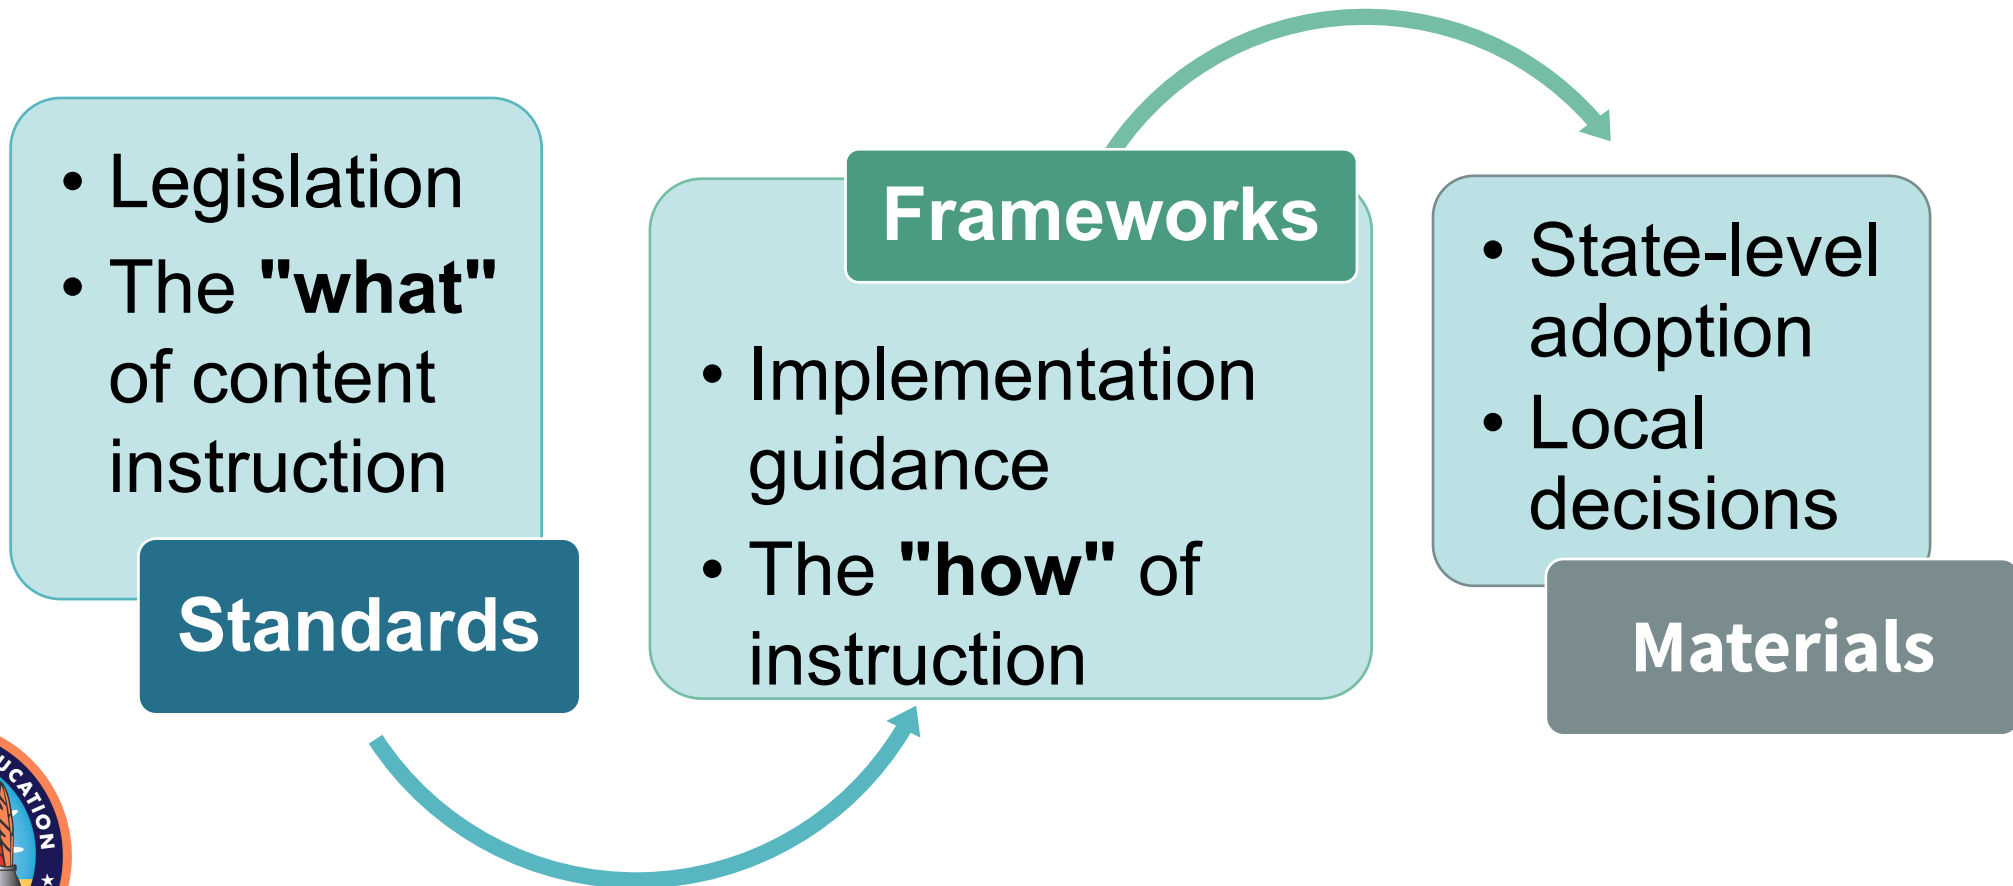 • Legislation
• The "what"
of content
instruction
Standards
Frameworks
• Implementation
guidance
• The "how" of
instruction
• State-level
adoption
• Local
decisions
Materials